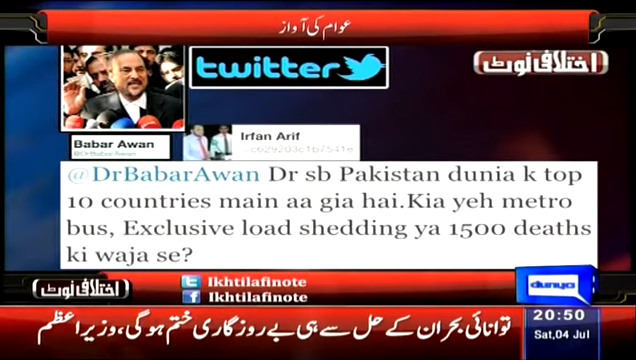 عوام کی آواز
twitter
اختلافی نوٹ
Babar Awan
@DrBabarAwan
Irfan Arif
@DrBabarAwan Dr sb Pakistan dunia k top
10 countries main aa gia hai.Kia yeh metro
bus, Exclusive load shedding ya 1500 deaths
ki waja se?
Ikhtilafinote
Ikhtilafinote
اختلافی نوٹ
dunya
توانائی بحران کے حل سے ہی بے روزگاری ختم ہوگی، وزیراعظم
20:50
Sat,04 Jul